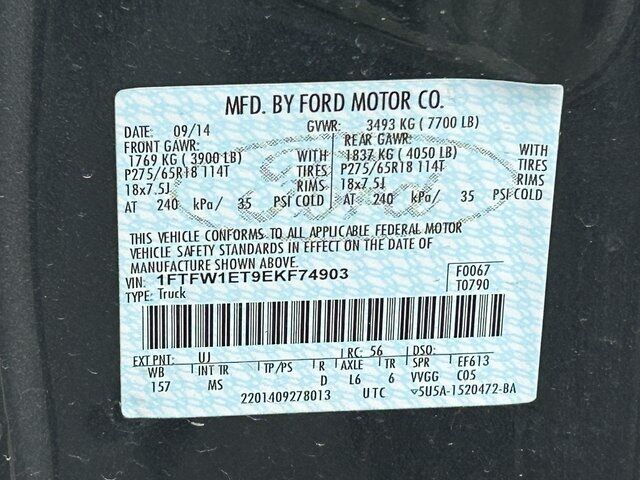 MFD. BY FORD MOTOR CO.
DATE: 09/14 GVWR: 3493 KG ( 7700 LB)
FRONT GAWR: REAR GAWR:
1769 KG ( 3900 LB) WITH 1837 KG ( 4050 LB) WITH
P275/65R18 114T TIRES P275/65R18 114T TIRES
18x7.5J RIMS 18x7.5J RIMS
AT 240 kPa/ 35 PSI COLD AT 240 kPa/ 35 PSI COLD
Ford
THIS VEHICLE CONFORMS TO ALL APPLICABLE FEDERAL MOTOR
VEHICLE SAFETY STANDARDS IN EFFECT ON THE DATE OF
MANUFACTURE SHOWN ABOVE.
VIN: 1FTFW1ET9EKF74903 F0067
TYPE: Truck T0790
EXT PNT: UJ RC: 56 DSO:
WB INT TR TP/PS R AXLE TR SPR EF613
157 MS D L6 6 VVGG C05
2201409278013 UTC ▽5U5A-1520472-BA